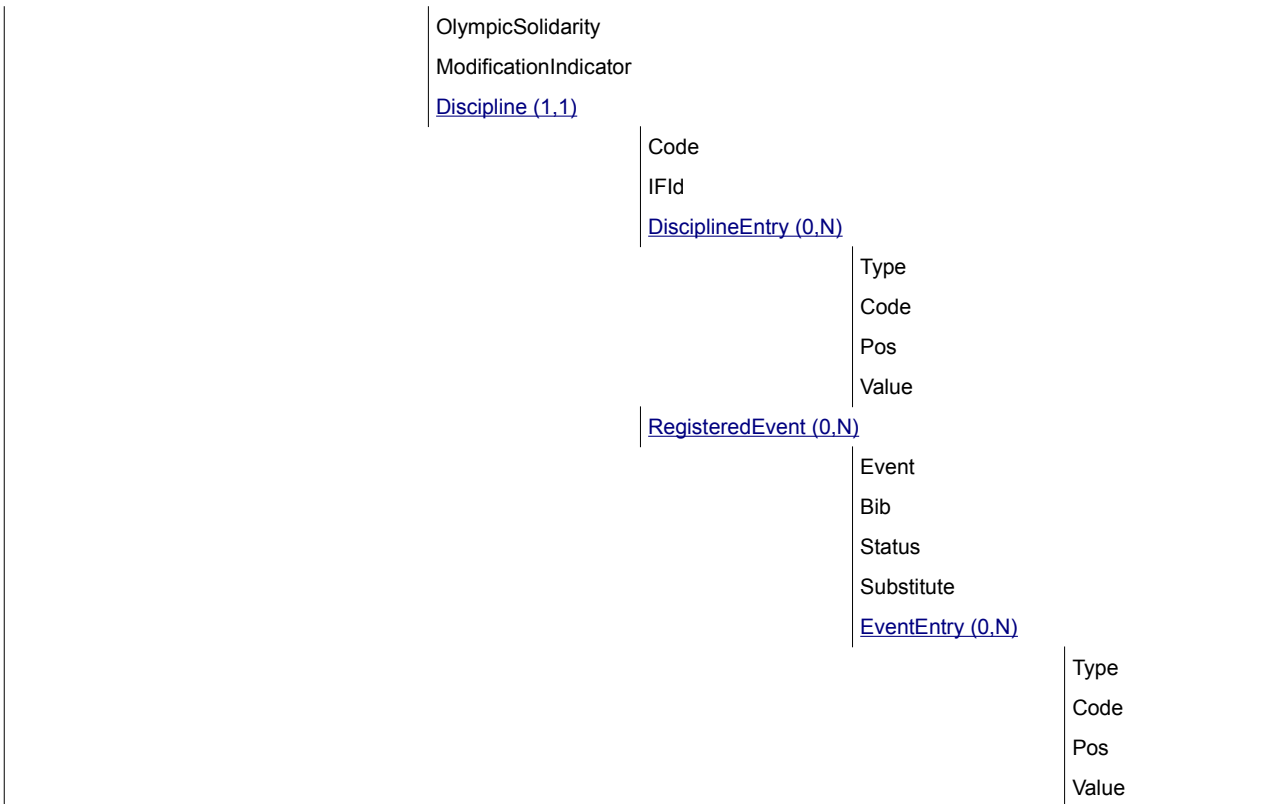 OlympicSolidarity
ModificationIndicator
Discipline (1,1)
Code
IFId
DisciplineEntry (0,N)
Type
Code
Pos
Value
RegisteredEvent (0,N)
Event
Bib
Status
Substitute
EventEntry (0,N)
Type
Code
Pos
Value